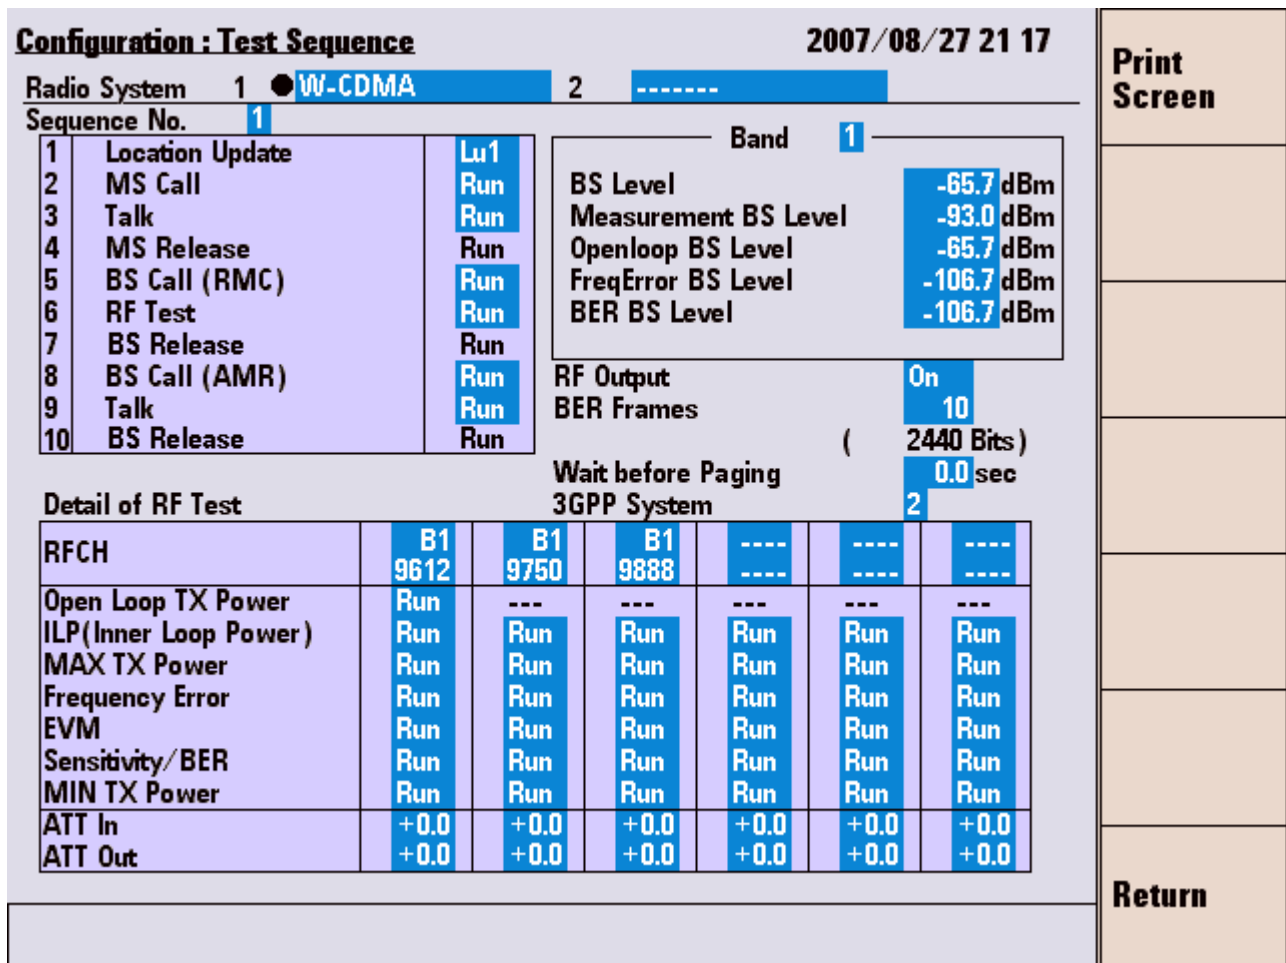 Configuration : Test Sequence 2007/08/27 21 17
Radio System 1 ●W-CDMA 2 -------
Sequence No. 1
1 Location Update Lu1
2 MS Call Run
3 Talk Run
4 MS Release Run
5 BS Call (RMC) Run
6 RF Test Run
7 BS Release Run
8 BS Call (AMR) Run
9 Talk Run
10 BS Release Run
Band 1
BS Level -65.7 dBm
Measurement BS Level -93.0 dBm
Openloop BS Level -65.7 dBm
FreqError BS Level -106.7 dBm
BER BS Level -106.7 dBm
RF Output On
BER Frames 10
( 2440 Bits )
Wait before Paging 0.0 sec
3GPP System 2
Detail of RF Test
RFCH B1 B1 B1 ---- ---- ----
9612 9750 9888 ---- ---- ----
Open Loop TX Power Run --- --- --- --- ---
ILP(Inner Loop Power) Run Run Run Run Run Run
MAX TX Power Run Run Run Run Run Run
Frequency Error Run Run Run Run Run Run
EVM Run Run Run Run Run Run
Sensitivity/BER Run Run Run Run Run Run
MIN TX Power Run Run Run Run Run Run
ATT In +0.0 +0.0 +0.0 +0.0 +0.0 +0.0
ATT Out +0.0 +0.0 +0.0 +0.0 +0.0 +0.0
Print
Screen
Return